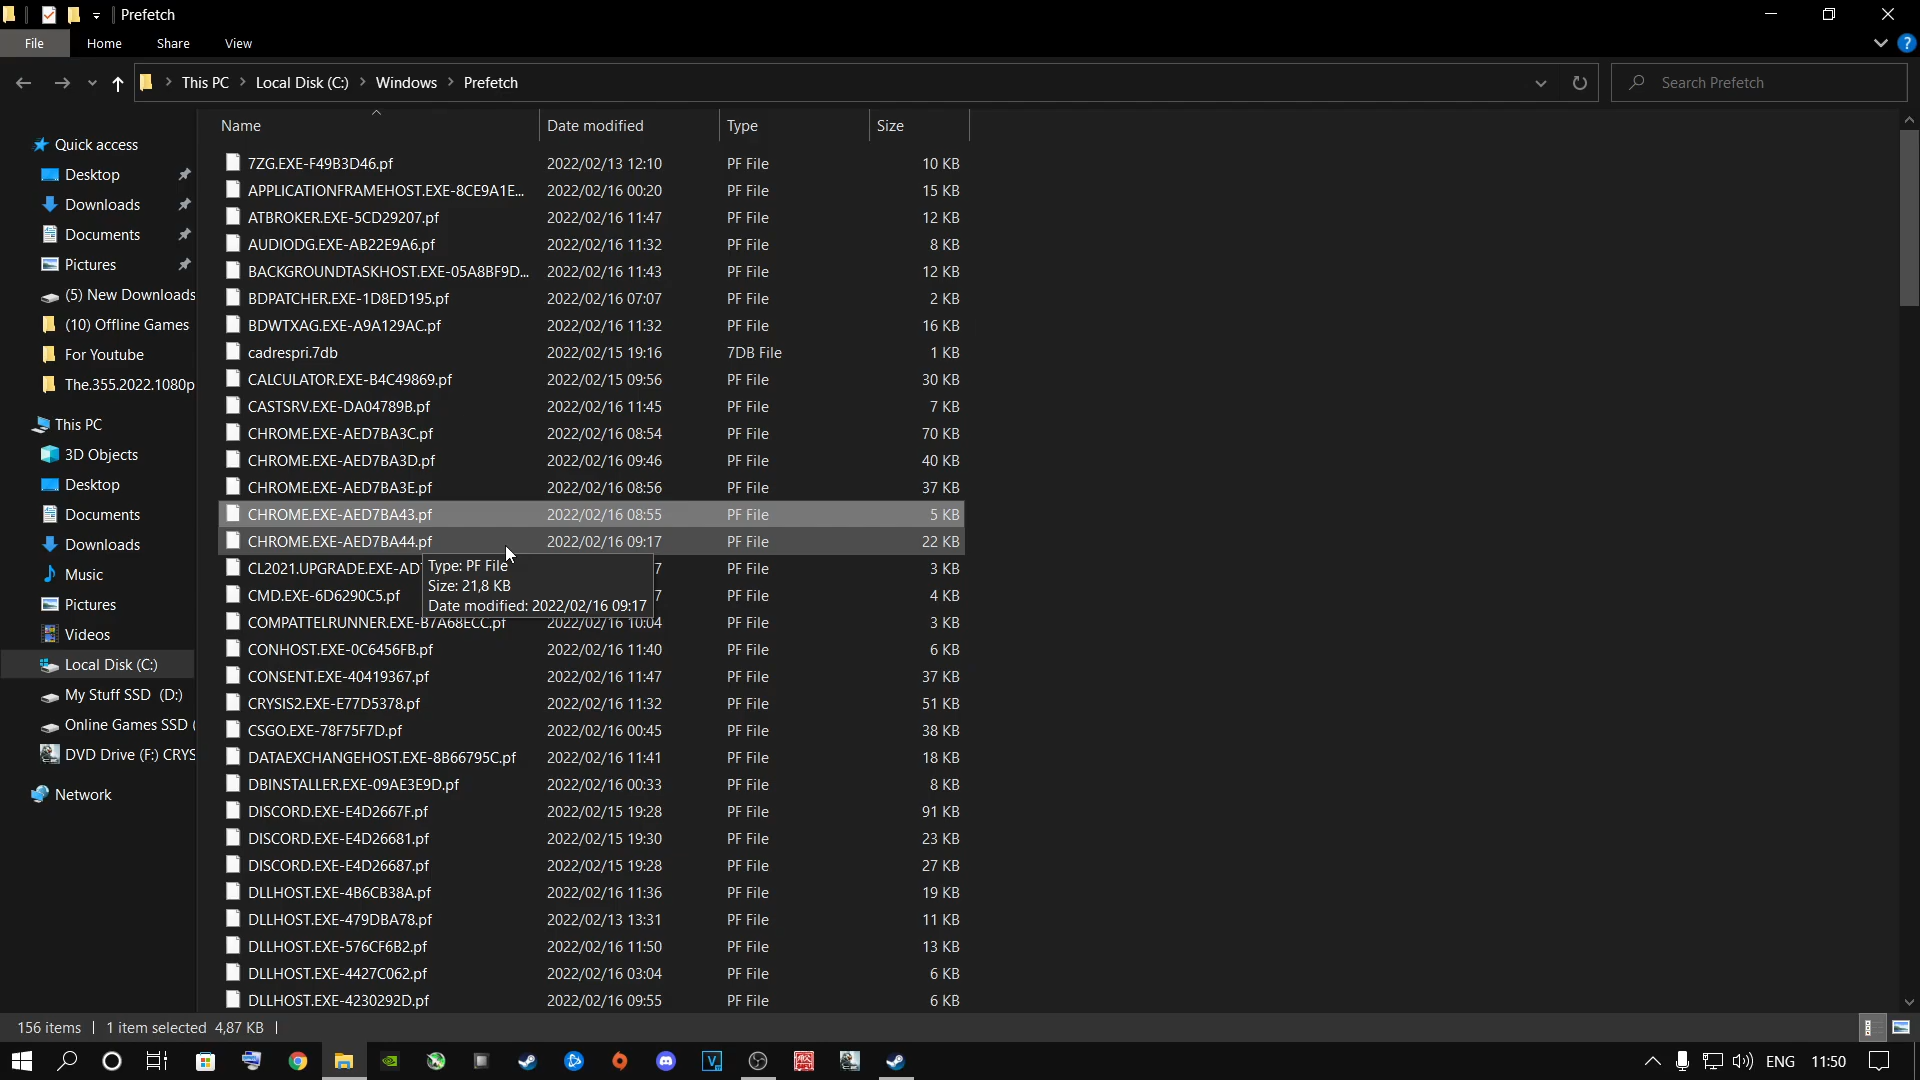 Prefetch
File Home Share View
This PC Local Disk (C:) Windows Prefetch
Search Prefetch
Name Date modified Type Size
Quick access
Desktop
Downloads
Documents
Pictures
(5) New Downloads
(10) Offline Games
For Youtube
The.355.2022.1080p
This PC
3D Objects
Desktop
Documents
Downloads
Music
Pictures
Videos
Local Disk (C:)
My Stuff SSD (D:)
Online Games SSD (
DVD Drive (F:) CRYS
Network
7ZG.EXE-F49B3D46.pf 2022/02/13 12:10 PF File 10 KB
APPLICATIONFRAMEHOST.EXE-8CE9A1E... 2022/02/16 00:20 PF File 15 KB
ATBROKER.EXE-5CD29207.pf 2022/02/16 11:47 PF File 12 KB
AUDIODG.EXE-AB22E9A6.pf 2022/02/16 11:32 PF File 8 KB
BACKGROUNDTASKHOST.EXE-05A8BF9D... 2022/02/16 11:43 PF File 12 KB
BDPATCHER.EXE-1D8ED195.pf 2022/02/16 07:07 PF File 2 KB
BDWTXAG.EXE-A9A129AC.pf 2022/02/16 11:32 PF File 16 KB
cadrespri.7db 2022/02/15 19:16 7DB File 1 KB
CALCULATOR.EXE-B4C49869.pf 2022/02/15 09:56 PF File 30 KB
CASTSRV.EXE-DA04789B.pf 2022/02/16 11:45 PF File 7 KB
CHROME.EXE-AED7BA3C.pf 2022/02/16 08:54 PF File 70 KB
CHROME.EXE-AED7BA3D.pf 2022/02/16 09:46 PF File 40 KB
CHROME.EXE-AED7BA3E.pf 2022/02/16 08:56 PF File 37 KB
CHROME.EXE-AED7BA43.pf 2022/02/16 08:55 PF File 5 KB
CHROME.EXE-AED7BA44.pf 2022/02/16 09:17 PF File 22 KB
CL2021.UPGRADE.EXE-AD 7 PF File 3 KB
CMD.EXE-6D6290C5.pf 7 PF File 4 KB
Type: PF File
Size: 21,8 KB
Date modified: 2022/02/16 09:17
COMPATTELRUNNER.EXE-B7A68ECC.pf 2022/02/16 10:04 PF File 3 KB
CONHOST.EXE-0C6456FB.pf 2022/02/16 11:40 PF File 6 KB
CONSENT.EXE-40419367.pf 2022/02/16 11:47 PF File 37 KB
CRYSIS2.EXE-E77D5378.pf 2022/02/16 11:32 PF File 51 KB
CSGO.EXE-78F75F7D.pf 2022/02/16 00:45 PF File 38 KB
DATAEXCHANGEHOST.EXE-8B66795C.pf 2022/02/16 11:41 PF File 18 KB
DBINSTALLER.EXE-09AE3E9D.pf 2022/02/16 00:33 PF File 8 KB
DISCORD.EXE-E4D2667F.pf 2022/02/15 19:28 PF File 91 KB
DISCORD.EXE-E4D26681.pf 2022/02/15 19:30 PF File 23 KB
DISCORD.EXE-E4D26687.pf 2022/02/15 19:28 PF File 27 KB
DLLHOST.EXE-4B6CB38A.pf 2022/02/16 11:36 PF File 19 KB
DLLHOST.EXE-479DBA78.pf 2022/02/13 13:31 PF File 11 KB
DLLHOST.EXE-576CF6B2.pf 2022/02/16 11:50 PF File 13 KB
DLLHOST.EXE-4427C062.pf 2022/02/16 03:04 PF File 6 KB
DLLHOST.EXE-4230292D.pf 2022/02/16 09:55 PF File 6 KB
156 items 1 item selected 4,87 KB
ENG 11:50